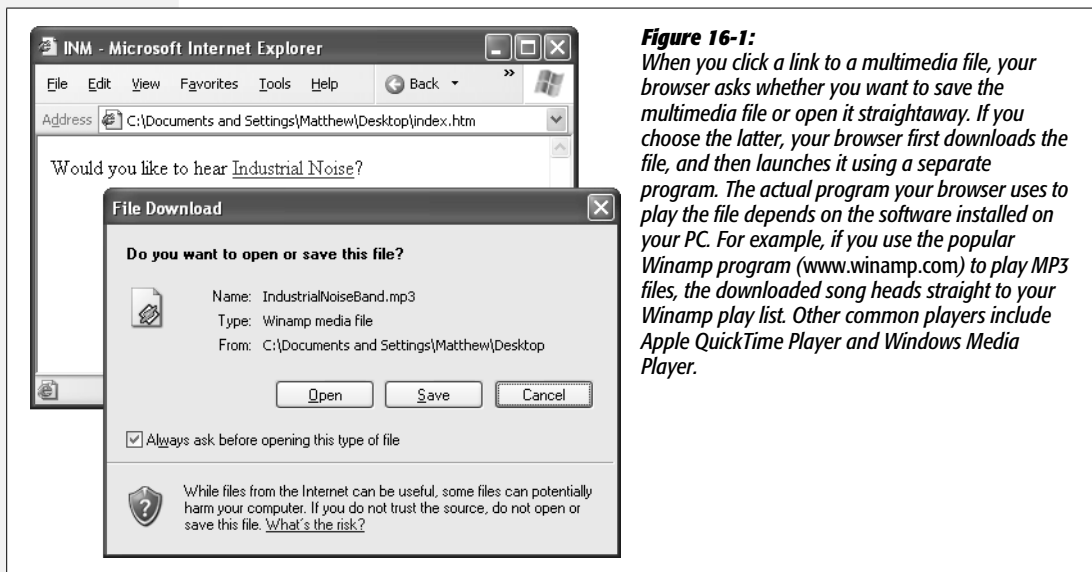 INM - Microsoft Internet Explorer
File Edit View Favorites Tools Help Back »
Address C:\Documents and Settings\Matthew\Desktop\index.htm
Would you like to hear Industrial Noise?
File Download
Do you want to open or save this file?
Name: IndustrialNoiseBand.mp3
Type: Winamp media file
From: C:\Documents and Settings\Matthew\Desktop
Open Save Cancel
Always ask before opening this type of file
While files from the Internet can be useful, some files can potentially
harm your computer. If you do not trust the source, do not open or
save this file. What's the risk?
Figure 16-1:
When you click a link to a multimedia file, your
browser asks whether you want to save the
multimedia file or open it straightaway. If you
choose the latter, your browser first downloads the
file, and then launches it using a separate
program. The actual program your browser uses to
play the file depends on the software installed on
your PC. For example, if you use the popular
Winamp program (www.winamp.com) to play MP3
files, the downloaded song heads straight to your
Winamp play list. Other common players include
Apple QuickTime Player and Windows Media
Player.